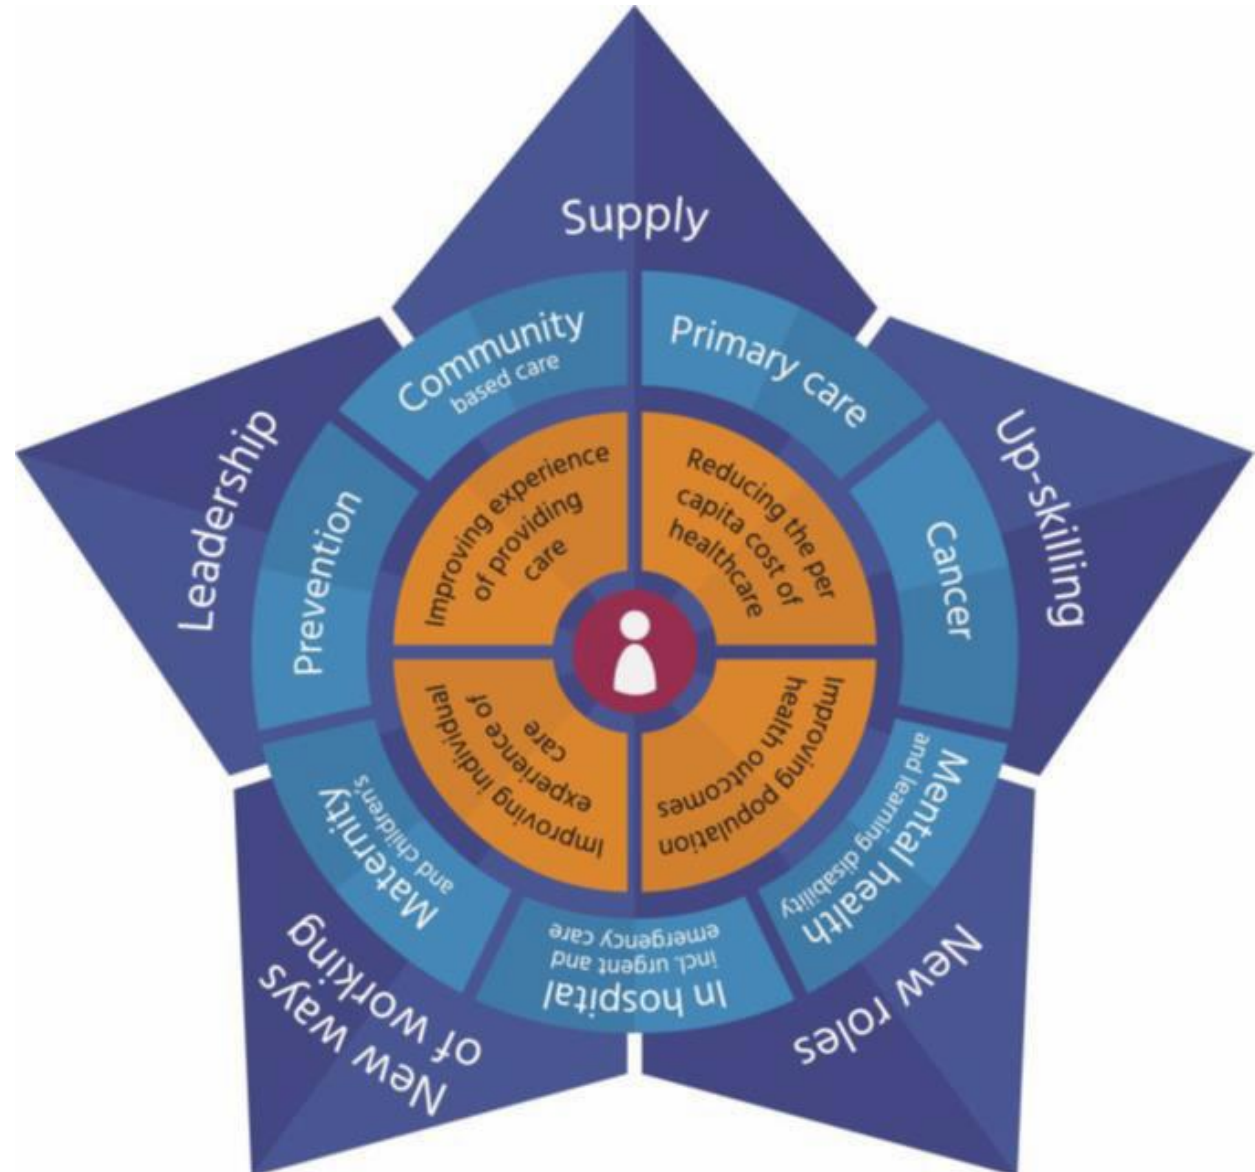 Supply
Up-skilling
New roles
New ways
of working
Leadership
Community
based care
Primary care
Cancer
Mental health
and learning disability
In hospital
incl. urgent and
emergency care
Maternity
and children's
Prevention
Improving experience
of providing
care
Reducing the per
capita cost of
healthcare
Improving population
health outcomes
Improving individual
experience of
care